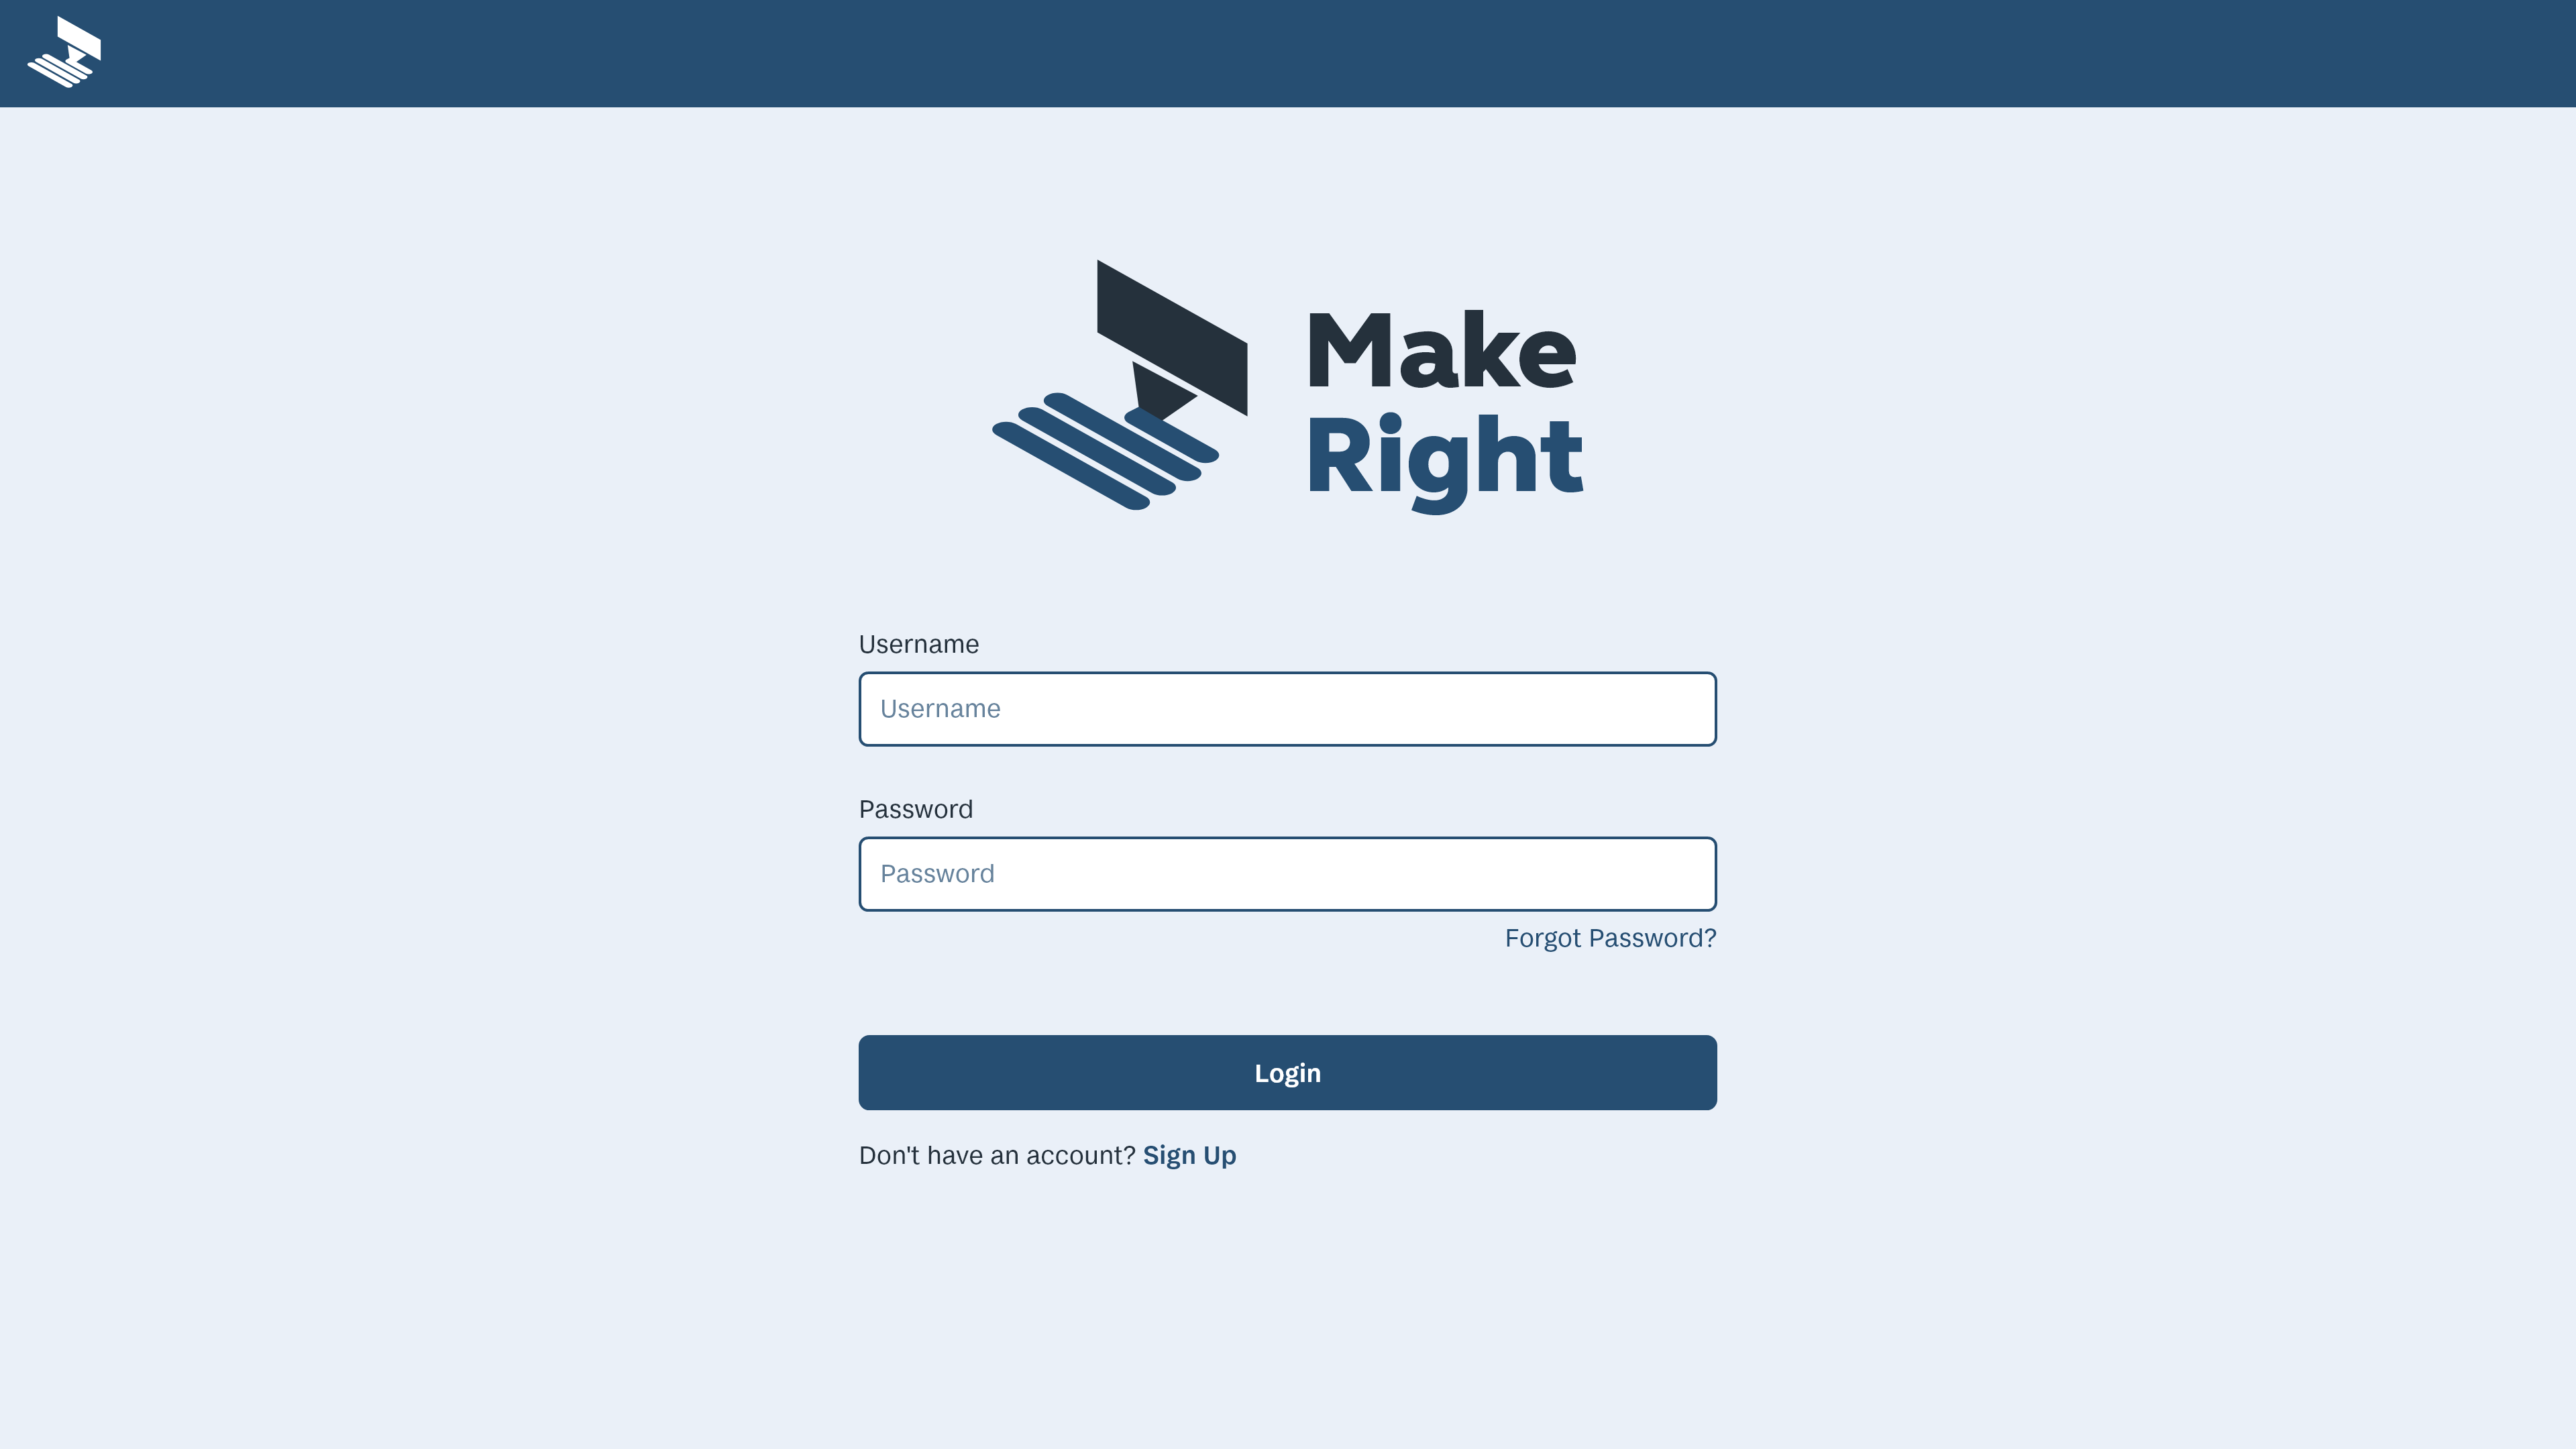 Make
Right
Username
Username
Password
Password
Forgot Password?
Login
Don't have an account? Sign Up